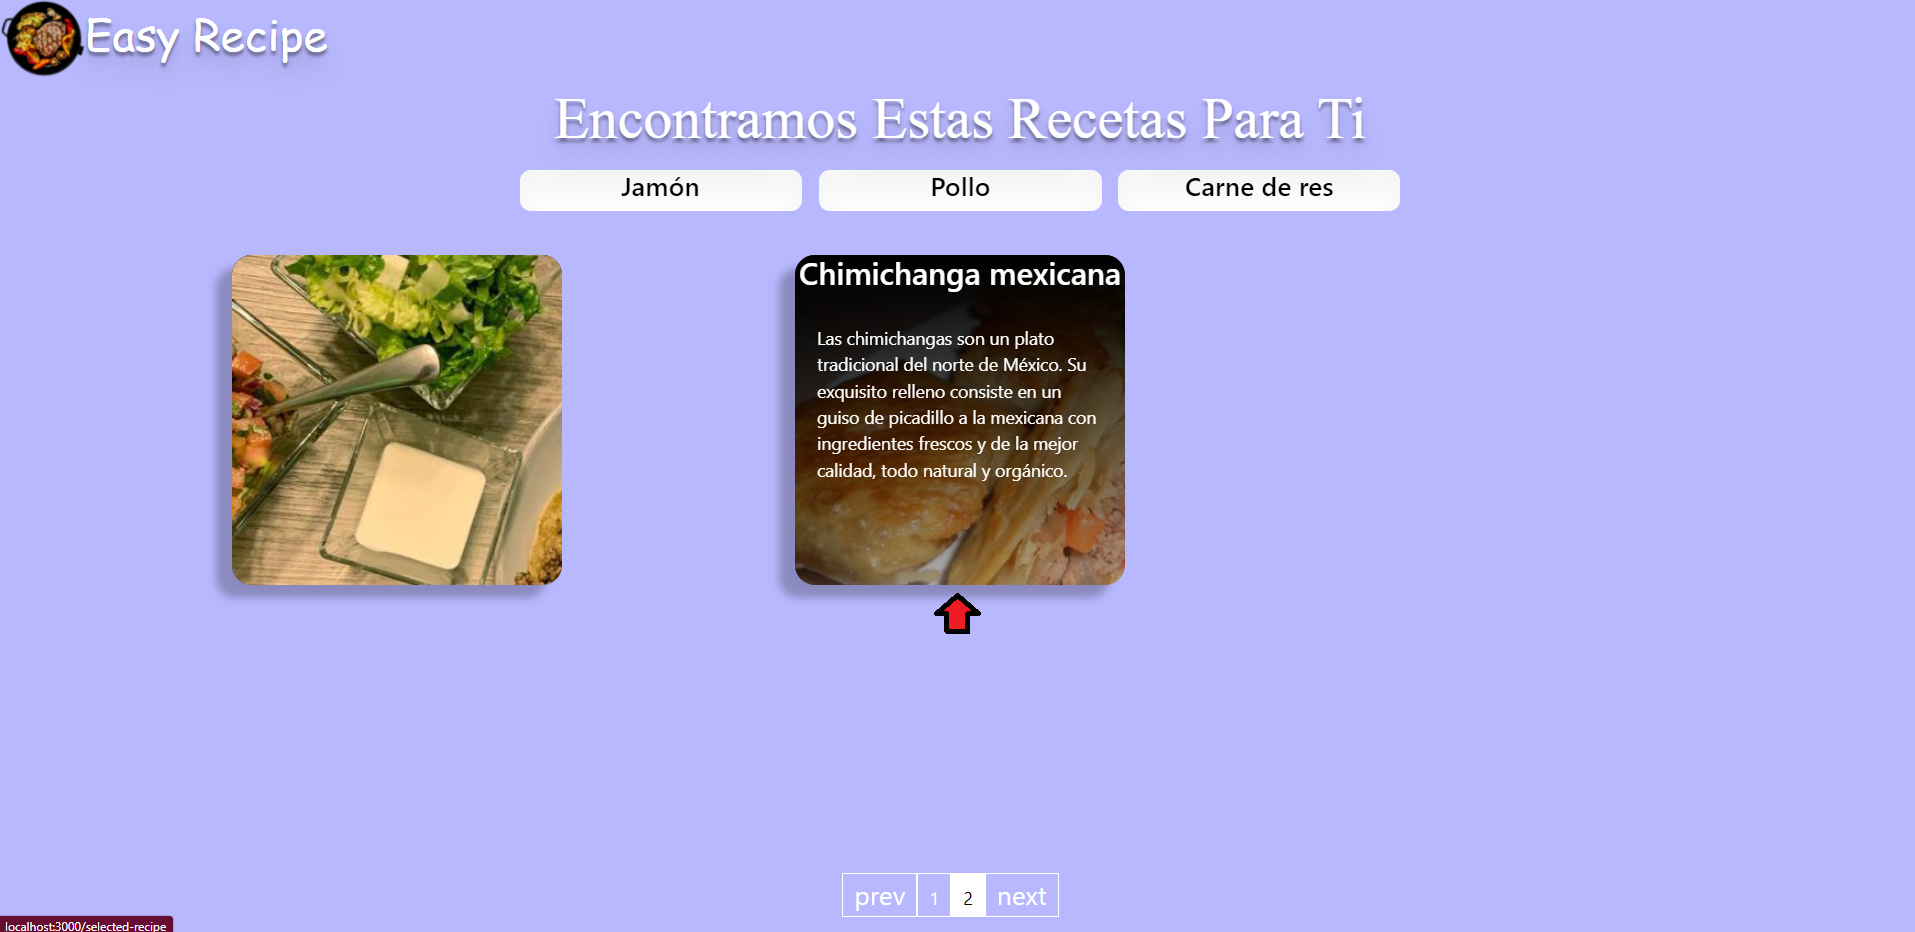 Easy Recipe
Encontramos Estas Recetas Para Ti
Jamón
Pollo
Carne de res
Chimichanga mexicana
Las chimichangas son un plato
tradicional del norte de México. Su
exquisito relleno consiste en un
guiso de picadillo a la mexicana con
ingredientes frescos y de la mejor
calidad, todo natural y orgánico.
prev 1 2 next
localhost:3000/selected-recipe